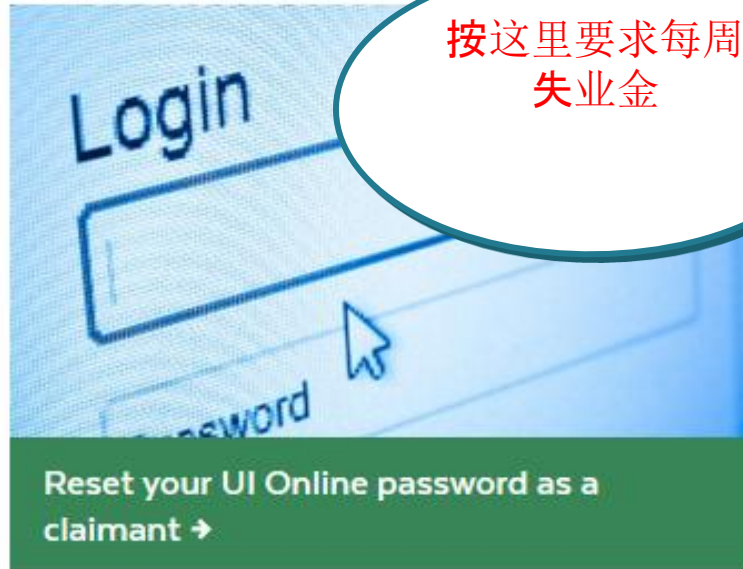 按这里要求每周
失业金
Login
Password
Reset your UI Online password as a
claimant →